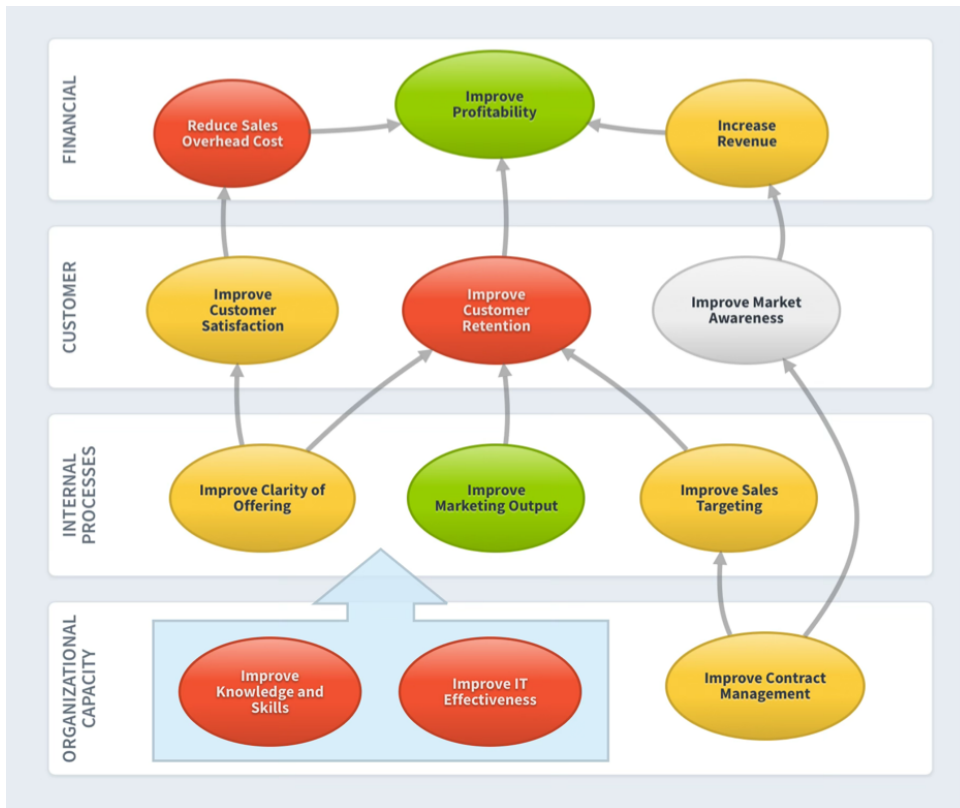 FINANCIAL
Reduce Sales
Overhead Cost
Improve
Profitability
Increase
Revenue
CUSTOMER
Improve
Customer
Satisfaction
Improve
Customer
Retention
Improve Market
Awareness
INTERNAL
PROCESSES
Improve Clarity of
Offering
Improve
Marketing Output
Improve Sales
Targeting
ORGANIZATIONAL
CAPACITY
Improve
Knowledge and
Skills
Improve IT
Effectiveness
Improve Contract
Management